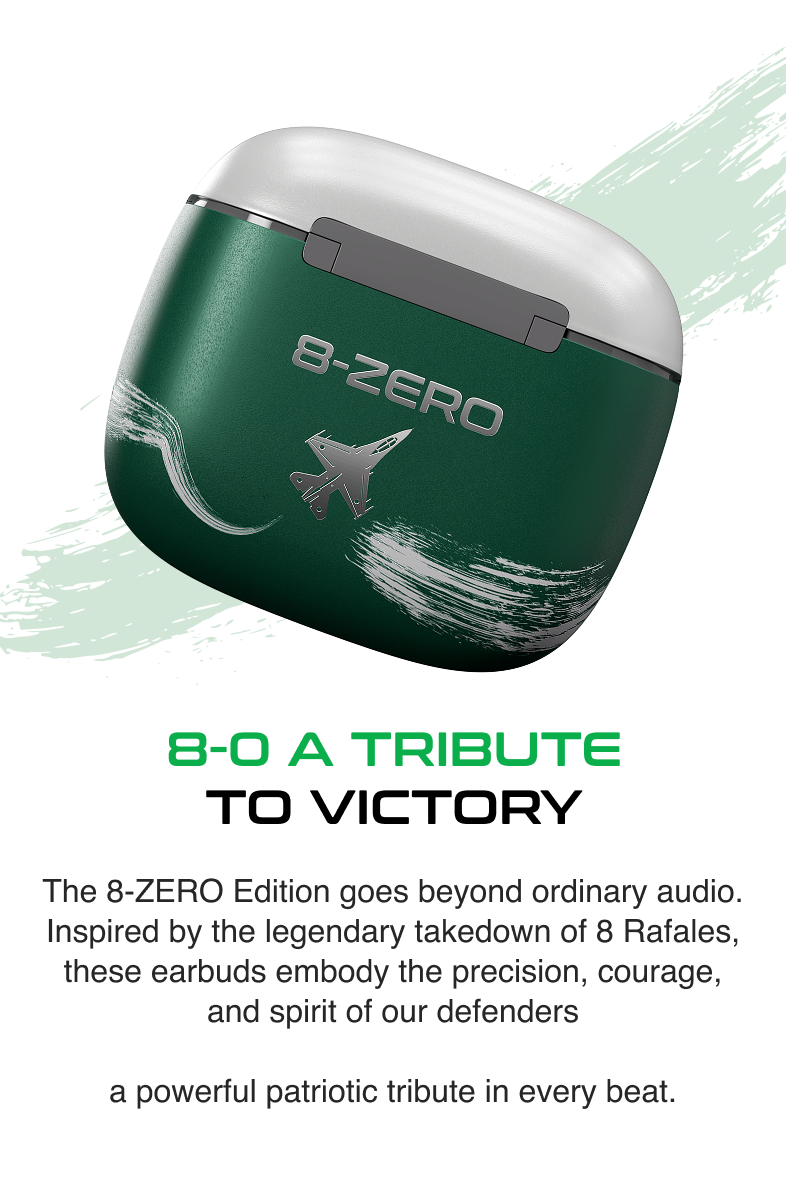 8-ZERO
8-0 A TRIBUTE
TO VICTORY
The 8-ZERO Edition goes beyond ordinary audio.
Inspired by the legendary takedown of 8 Rafales,
these earbuds embody the precision, courage,
and spirit of our defenders
a powerful patriotic tribute in every beat.